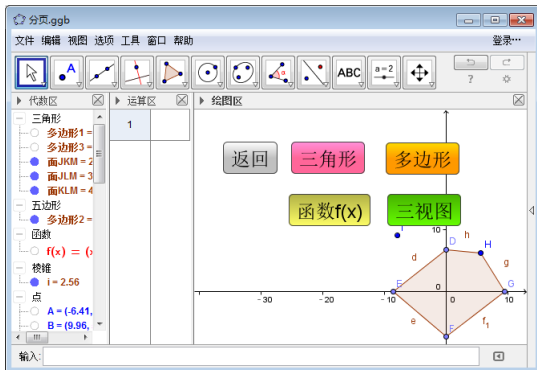 分页.ggb
文件 编辑 视图 选项 工具 窗口 帮助
登录...
A
ABC
a=2
?
代数区
运算区
绘图区
三角形
多边形1 =
多边形3 =
面JKM = 2
面JLM = 3
面KLM = 4
五边形
多边形2 =
函数
f(x) = (x
棱锥
i = 2.56
点
A = (-6.41,
B = (9.96,
1
返回
三角形
多边形
函数f(x)
三视图
10
D
h
H
d
g
E
G
0
-30
-20
-10
0
10
e
f₁
F
输入: